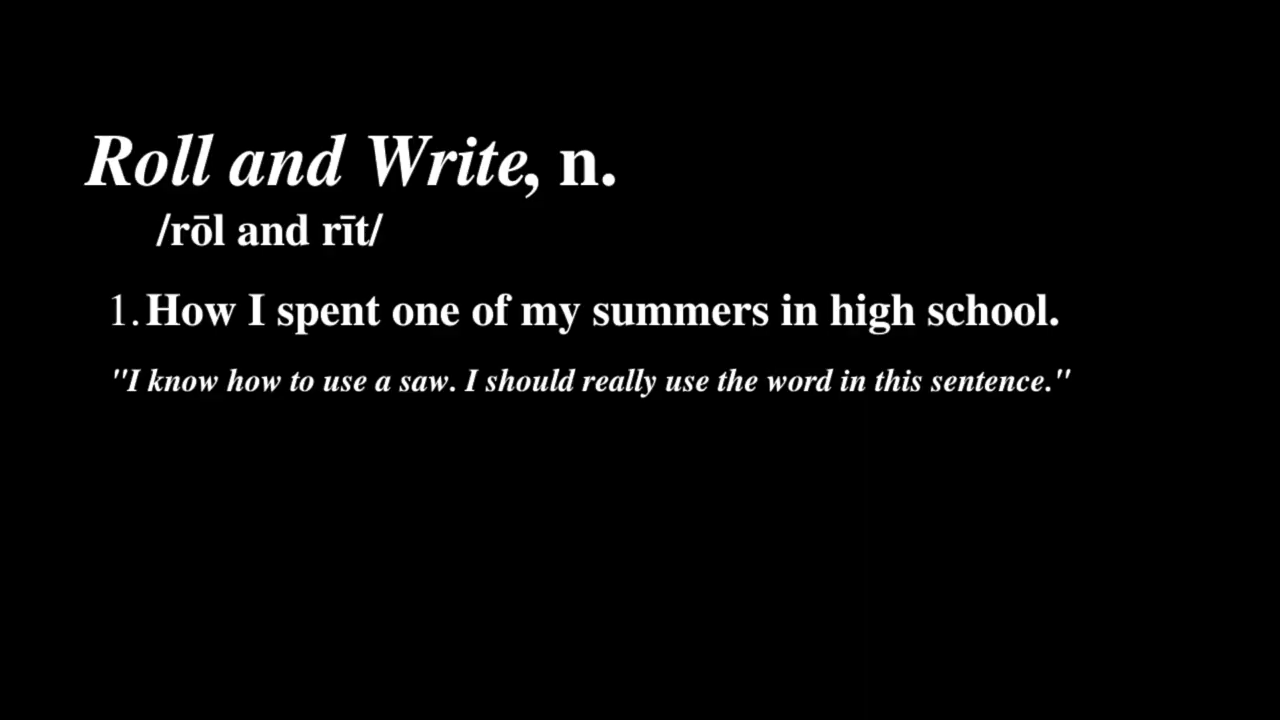 Roll and Write, n.
/rōl and rīt/
1. How I spent one of my summers in high school.
"I know how to use a saw. I should really use the word in this sentence."